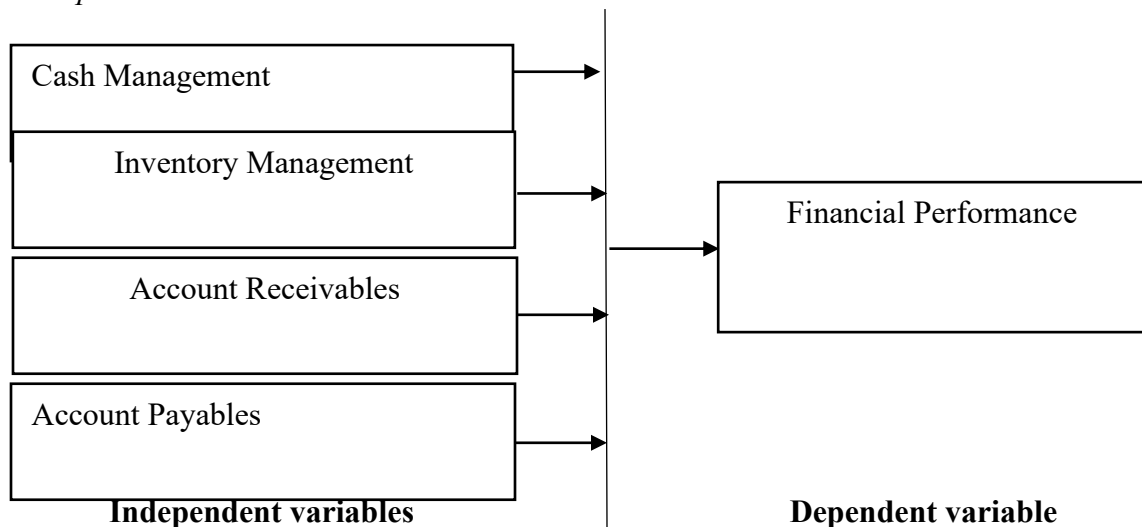 Cash Management
Inventory Management
Financial Performance
Account Receivables
Account Payables
Independent variables
Dependent variable